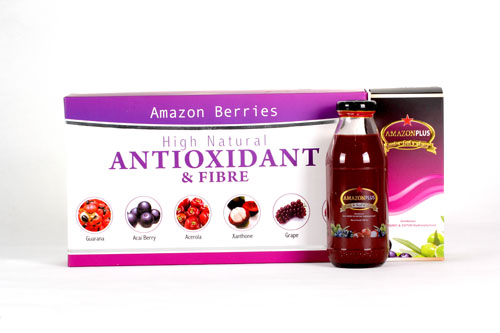 Amazon Berries
High Natural
ANTIOXIDANT
& FIBRE
Guarana
Acai Berry
Acerola
Xanthone
Grape
AMAZONPLUS
AMAZONPLUS